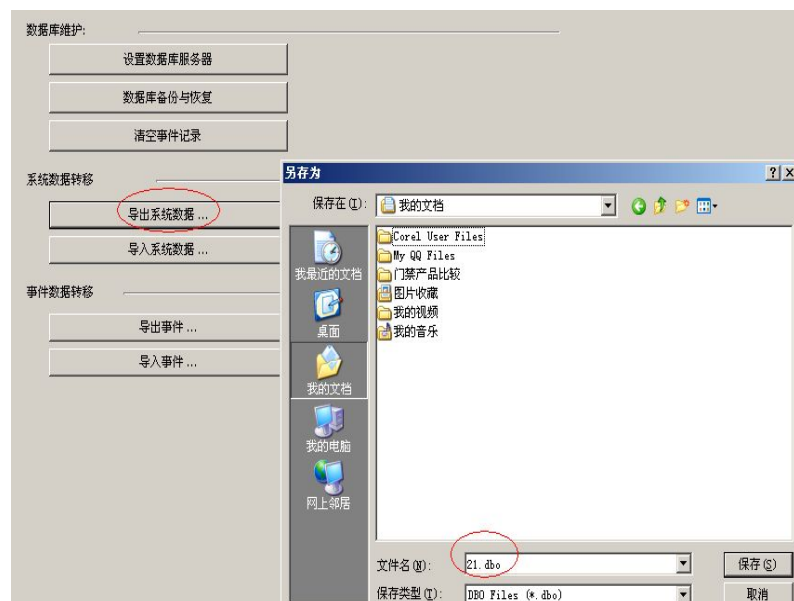 数据库维护:
设置数据库服务器
数据库备份与恢复
清空事件记录
系统数据转移
导出系统数据 ...
导入系统数据 ...
事件数据转移
导出事件 ...
导入事件 ...
另存为
保存在(I):
我的文档
我最近的文档
桌面
我的文档
我的电脑
网上邻居
Corel User Files
My QQ Files
门禁产品比较
图片收藏
我的视频
我的音乐
文件名(N):
21.dbo
保存(S)
保存类型(T):
DBO Files (*.dbo)
取消